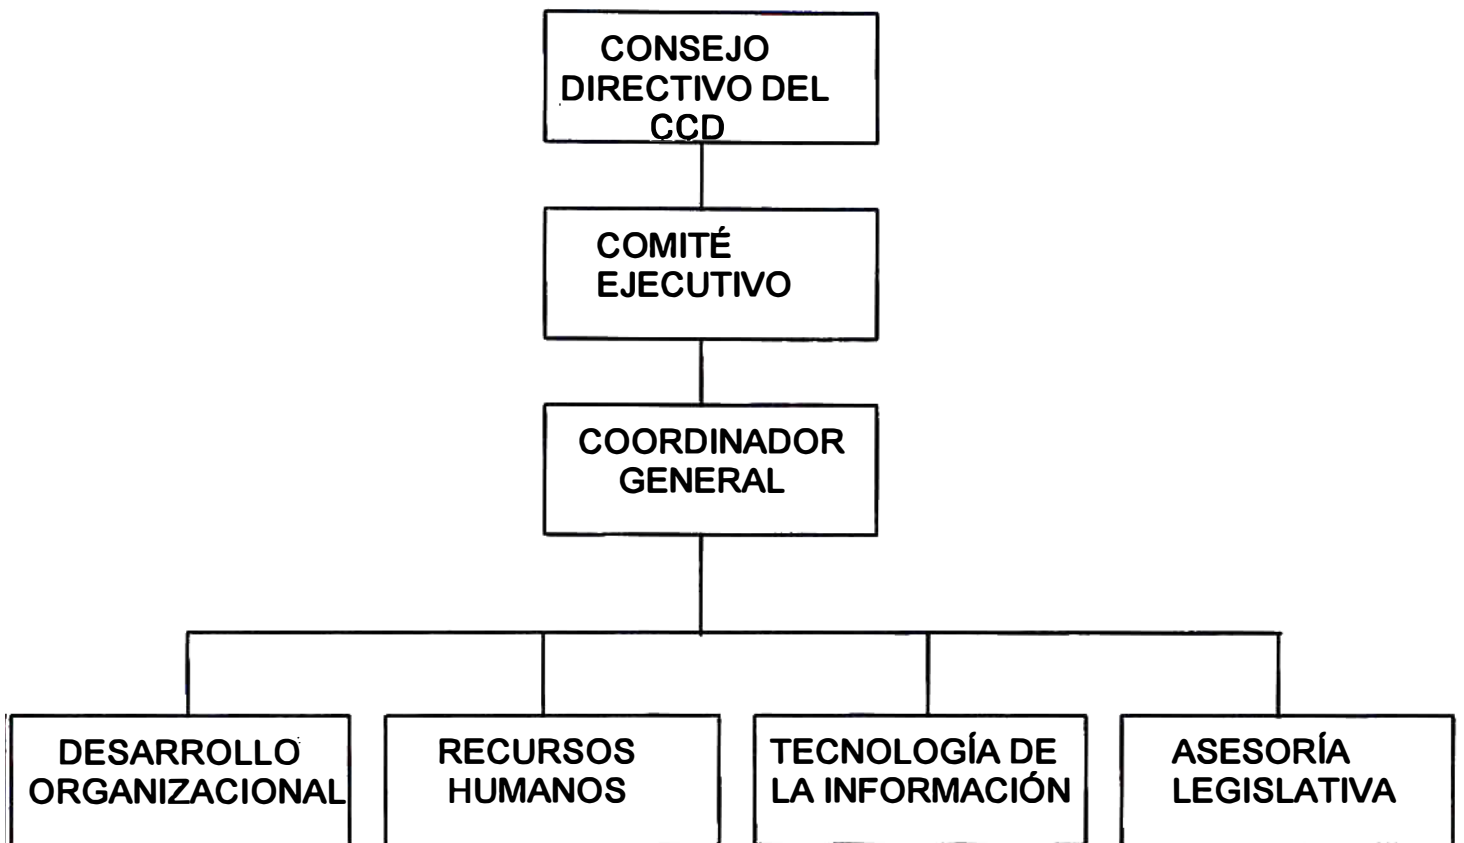 CONSEJO
DIRECTIVO DEL
CCD
COMITÉ
EJECUTIVO
COORDINADOR
GENERAL
DESARROLLO
ORGANIZACIONAL
RECURSOS
HUMANOS
TECNOLOGÍA DE
LA INFORMACIÓN
ASESORÍA
LEGISLATIVA